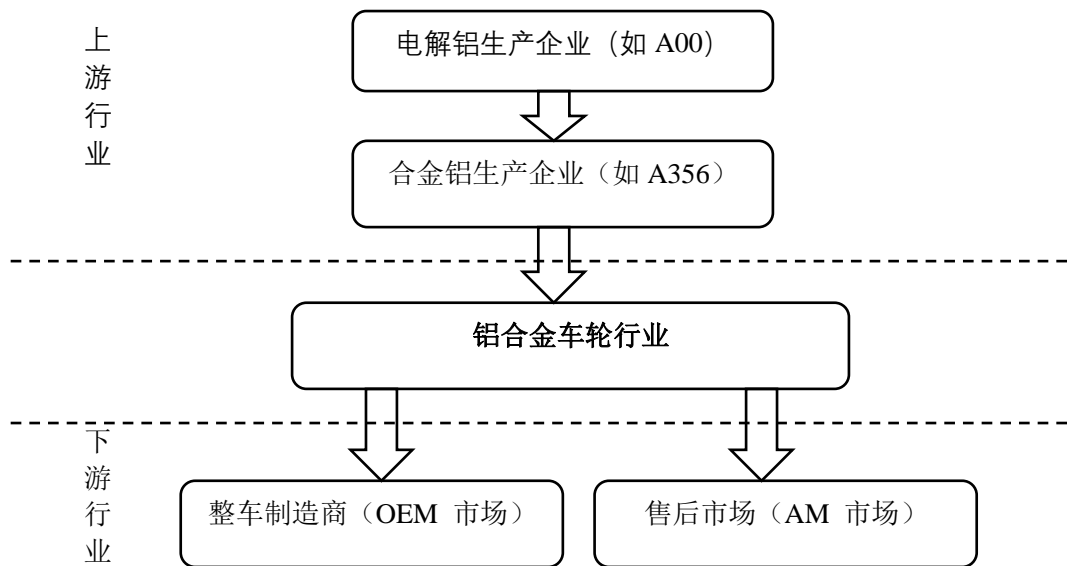 上游行业
电解铝生产企业（如 A00）
合金铝生产企业（如 A356）
铝合金车轮行业
下游行业
整车制造商（OEM 市场）
售后市场（AM 市场）